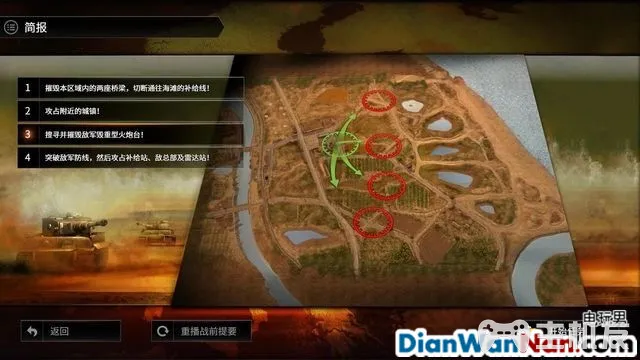 简报
1 摧毁本区域内的两座桥梁，切断通往海滩的补给线！
2 攻占附近的城镇！
3 搜寻并摧毁敌军毁重型火炮台！
4 突破敌军防线，然后攻占补给站、敌总部及雷达站！
返回
重播战前提要
电玩男
DianWanNan.com